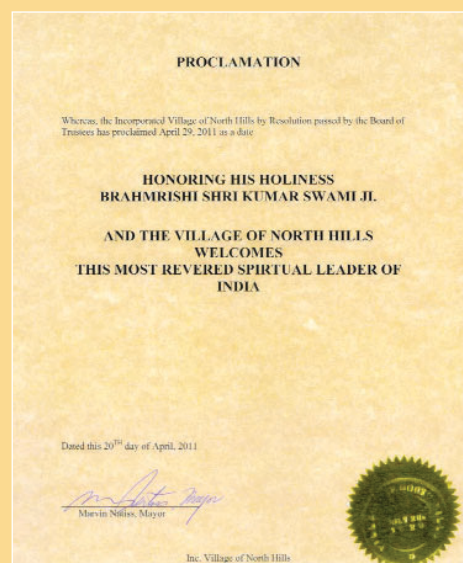 PROCLAMATION
Whereas, the Incorporated Village of North Hills by Resolution passed by the Board of
Trustees has proclaimed April 29, 2011 as a date
HONORING HIS HOLINESS
BRAHMRISHI SHRI KUMAR SWAMI JI.
AND THE VILLAGE OF NORTH HILLS
WELCOMES
THIS MOST REVERED SPIRTUAL LEADER OF
INDIA
Dated this 20TH day of April, 2011
Marvin Natiss, Mayor
Inc. Village of North Hills